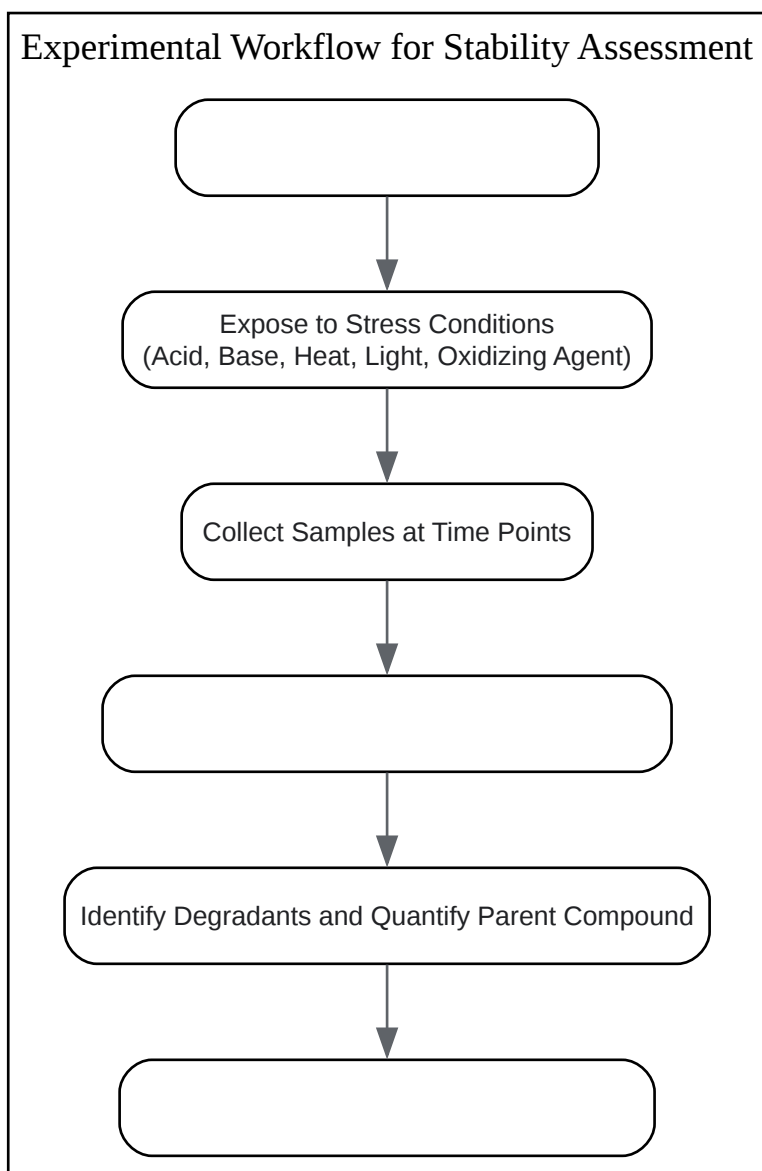 Experimental Workflow for Stability Assessment
Expose to Stress Conditions
(Acid, Base, Heat, Light, Oxidizing Agent)
Collect Samples at Time Points
Identify Degradants and Quantify Parent Compound